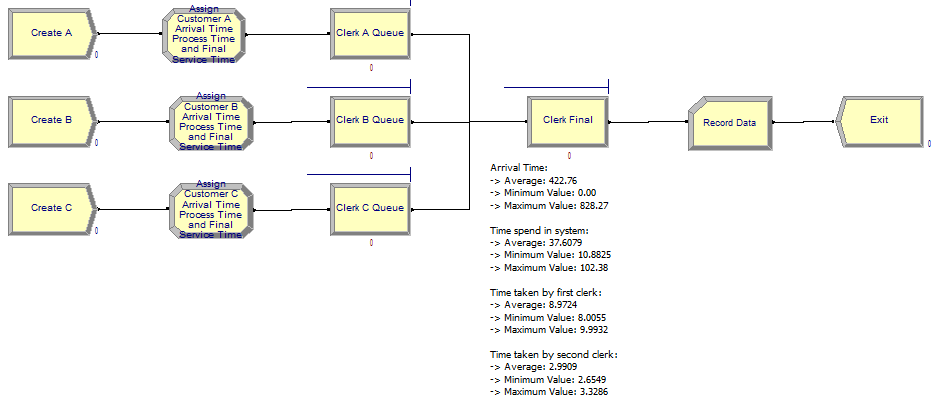 Create A
0
Assign
Customer A
Arrival Time
Process Time
and Final
Service Time
Clerk A Queue
0
Create B
0
Assign
Customer B
Arrival Time
Process Time
and Final
Service Time
Clerk B Queue
0
Clerk Final
0
Record Data
Exit
0
Create C
0
Assign
Customer C
Arrival Time
Process Time
and Final
Service Time
Clerk C Queue
0
Arrival Time:
-> Average: 422.76
-> Minimum Value: 0.00
-> Maximum Value: 828.27
Time spend in system:
-> Average: 37.6079
-> Minimum Value: 10.8825
-> Maximum Value: 102.38
Time taken by first clerk:
-> Average: 8.9724
-> Minimum Value: 8.0055
-> Maximum Value: 9.9932
Time taken by second clerk:
-> Average: 2.9909
-> Minimum Value: 2.6549
-> Maximum Value: 3.3286